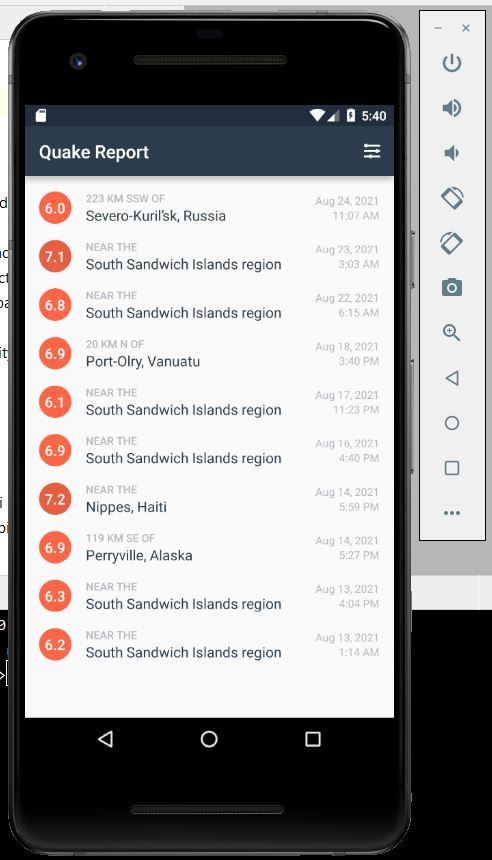 5:40
Quake Report
6.0
223 KM SSW OF
Severo-Kuril'sk, Russia
Aug 24, 2021
11:07 AM
7.1
NEAR THE
South Sandwich Islands region
Aug 23, 2021
3:03 AM
6.8
NEAR THE
South Sandwich Islands region
Aug 22, 2021
6:15 AM
6.9
20 KM N OF
Port-Olry, Vanuatu
Aug 18, 2021
3:40 PM
6.1
NEAR THE
South Sandwich Islands region
Aug 17, 2021
11:23 PM
6.9
NEAR THE
South Sandwich Islands region
Aug 16, 2021
4:40 PM
7.2
NEAR THE
Nippes, Haiti
Aug 14, 2021
5:59 PM
6.9
119 KM SE OF
Perryville, Alaska
Aug 14, 2021
5:27 PM
6.3
NEAR THE
South Sandwich Islands region
Aug 13, 2021
4:04 PM
6.2
NEAR THE
South Sandwich Islands region
Aug 13, 2021
1:14 AM